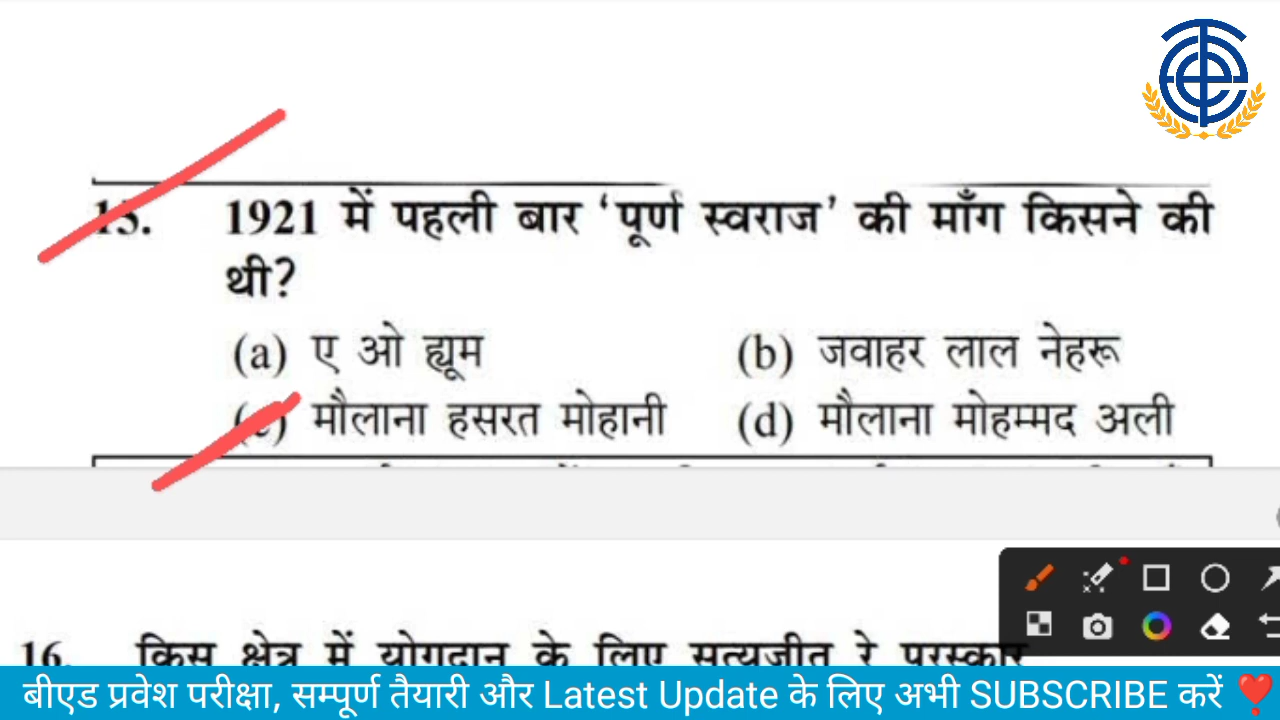 15. 1921 में पहली बार ‘पूर्ण स्वराज’ की माँग किसने की
थी?
(a) ए ओ ह्यूम (b) जवाहर लाल नेहरू
(c) मौलाना हसरत मोहानी (d) मौलाना मोहम्मद अली
16. किस क्षेत्र में योगदान के लिए सत्यजीत रे पुरस्कार
बीएड प्रवेश परीक्षा, सम्पूर्ण तैयारी और Latest Update के लिए अभी SUBSCRIBE करें ❤️